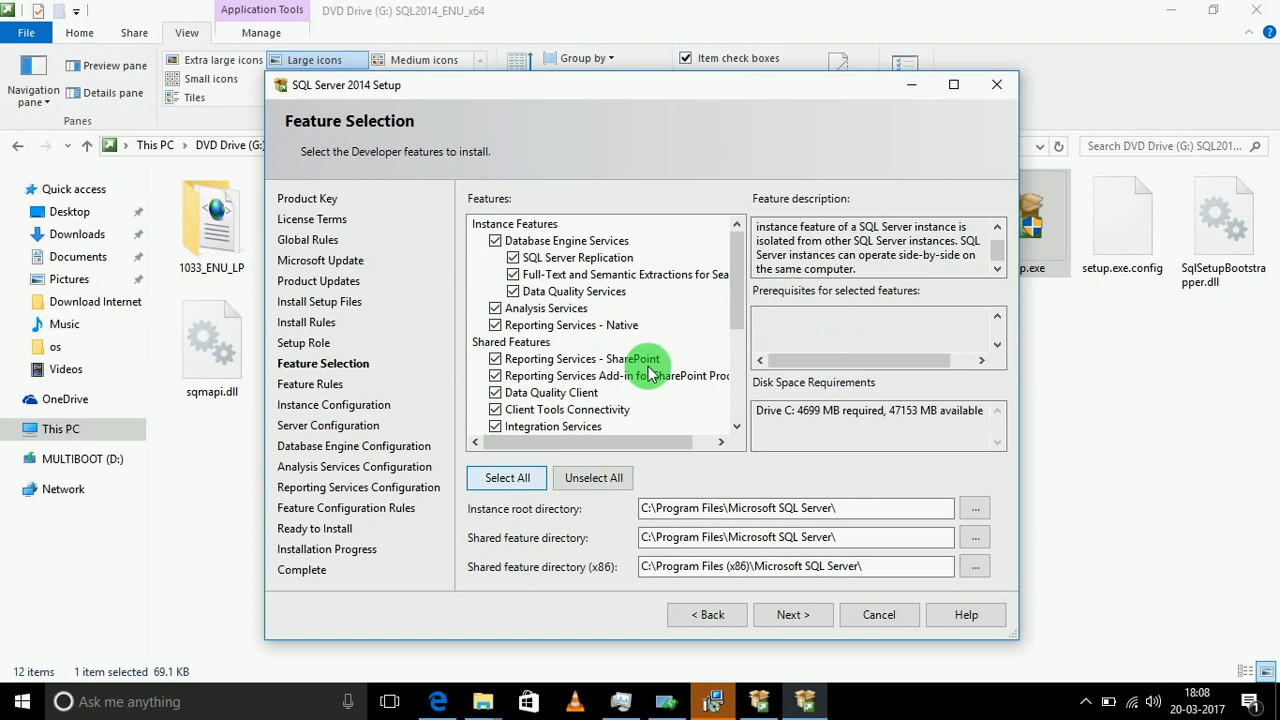 Application Tools
DVD Drive (G:) SQL2014_ENU_x64
File
Home
Share
View
Manage
Navigation pane
Preview pane
Details pane
Panes
Extra large icons
Large icons
Medium icons
Small icons
Tiles
Group by
Item check boxes
This PC
DVD Drive (G:)
Search DVD Drive (G:) SQL201...
Quick access
Desktop
Downloads
Documents
Pictures
Download Internet
Music
os
Videos
OneDrive
This PC
MULTIBOOT (D:)
Network
1033_ENU_LP
sqmapi.dll
p.exe
setup.exe.config
SqlSetupBootstra
pper.dll
SQL Server 2014 Setup
Feature Selection
Select the Developer features to install.
Product Key
License Terms
Global Rules
Microsoft Update
Product Updates
Install Setup Files
Install Rules
Setup Role
Feature Selection
Feature Rules
Instance Configuration
Server Configuration
Database Engine Configuration
Analysis Services Configuration
Reporting Services Configuration
Feature Configuration Rules
Ready to Install
Installation Progress
Complete
Features:
Instance Features
Database Engine Services
SQL Server Replication
Full-Text and Semantic Extractions for Sea
Data Quality Services
Analysis Services
Reporting Services - Native
Shared Features
Reporting Services - SharePoint
Reporting Services Add-in for SharePoint Proc
Data Quality Client
Client Tools Connectivity
Integration Services
Feature description:
instance feature of a SQL Server instance is
isolated from other SQL Server instances. SQL
Server instances can operate side-by-side on
the same computer.
Prerequisites for selected features:
Disk Space Requirements
Drive C: 4699 MB required, 47153 MB available
Select All
Unselect All
Instance root directory:
C:\Program Files\Microsoft SQL Server\
...
Shared feature directory:
C:\Program Files\Microsoft SQL Server\
...
Shared feature directory (x86):
C:\Program Files (x86)\Microsoft SQL Server\
...
< Back
Next >
Cancel
Help
12 items
1 item selected 69.1 KB
Ask me anything
18:08
20-03-2017
1